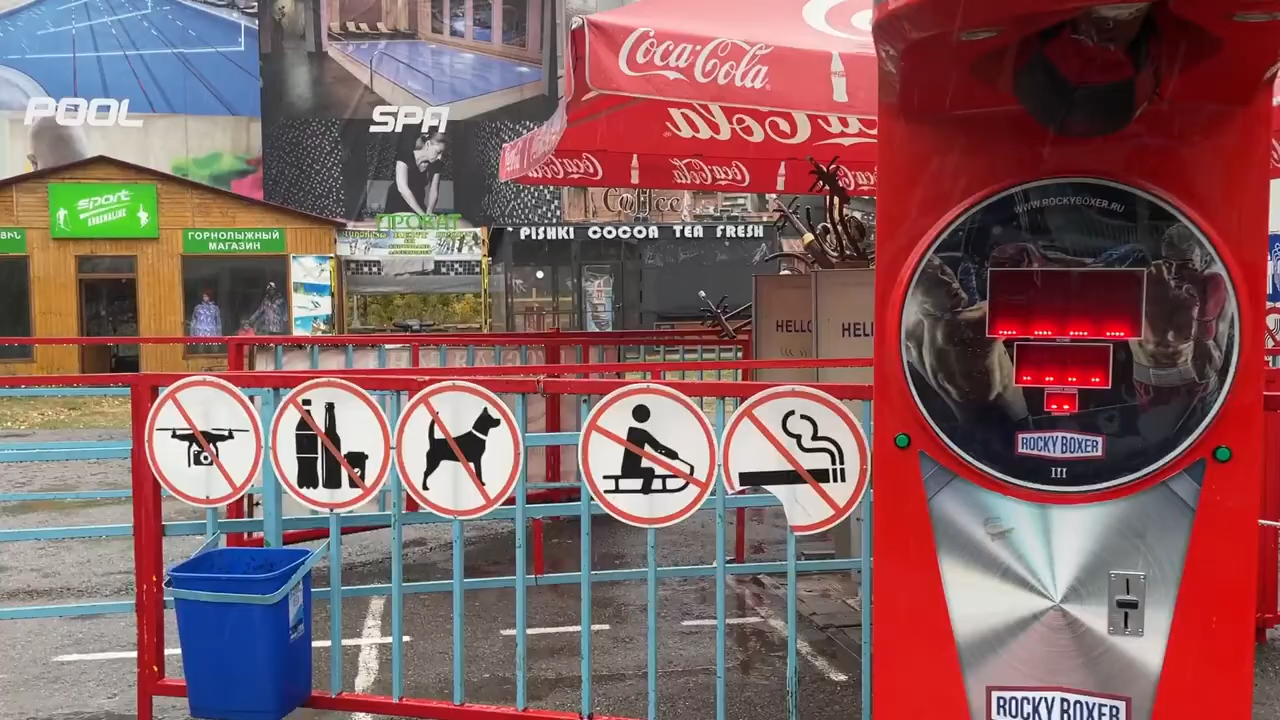 POOL
SPA
Coca-Cola
Coca-Cola
Coca-Cola
Coca-Cola
Coffee
sport
ADRENALINE
ГОРНОЛЫЖНЫЙ
МАГАЗИН
ПРОКАТ
PISHKI COCOA TEA FRESH
HELLO
HELL
WWW.ROCKYBOXER.RU
ROCKY BOXER
III
ROCKY BOXER